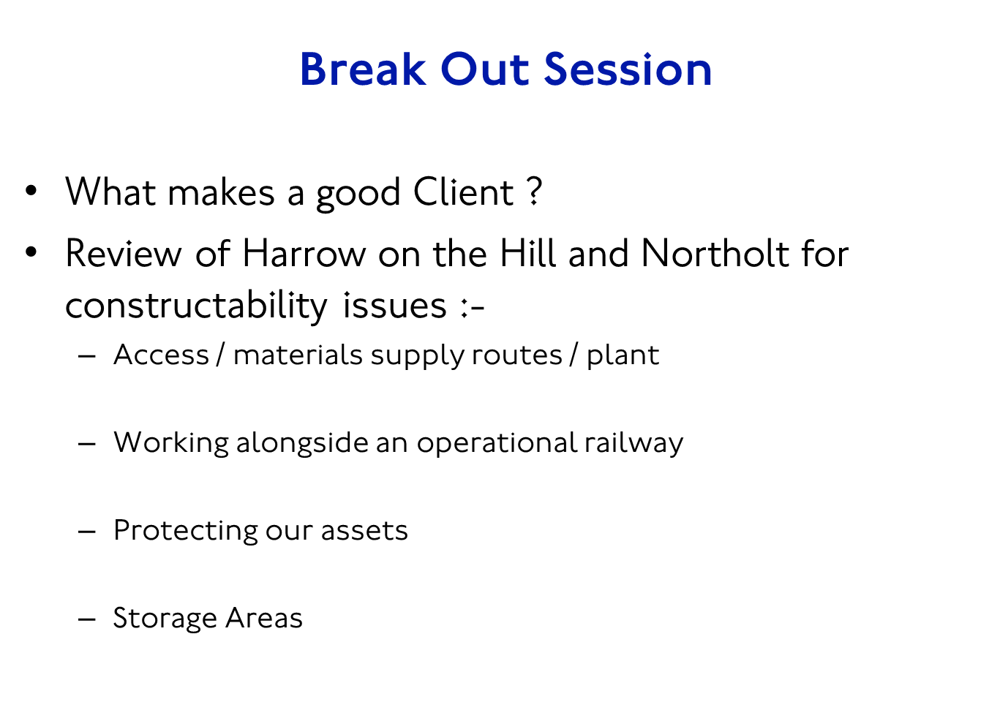 Break Out Session
• What makes a good Client ?
• Review of Harrow on the Hill and Northolt for
constructability issues :-
– Access / materials supply routes / plant
– Working alongside an operational railway
– Protecting our assets
– Storage Areas